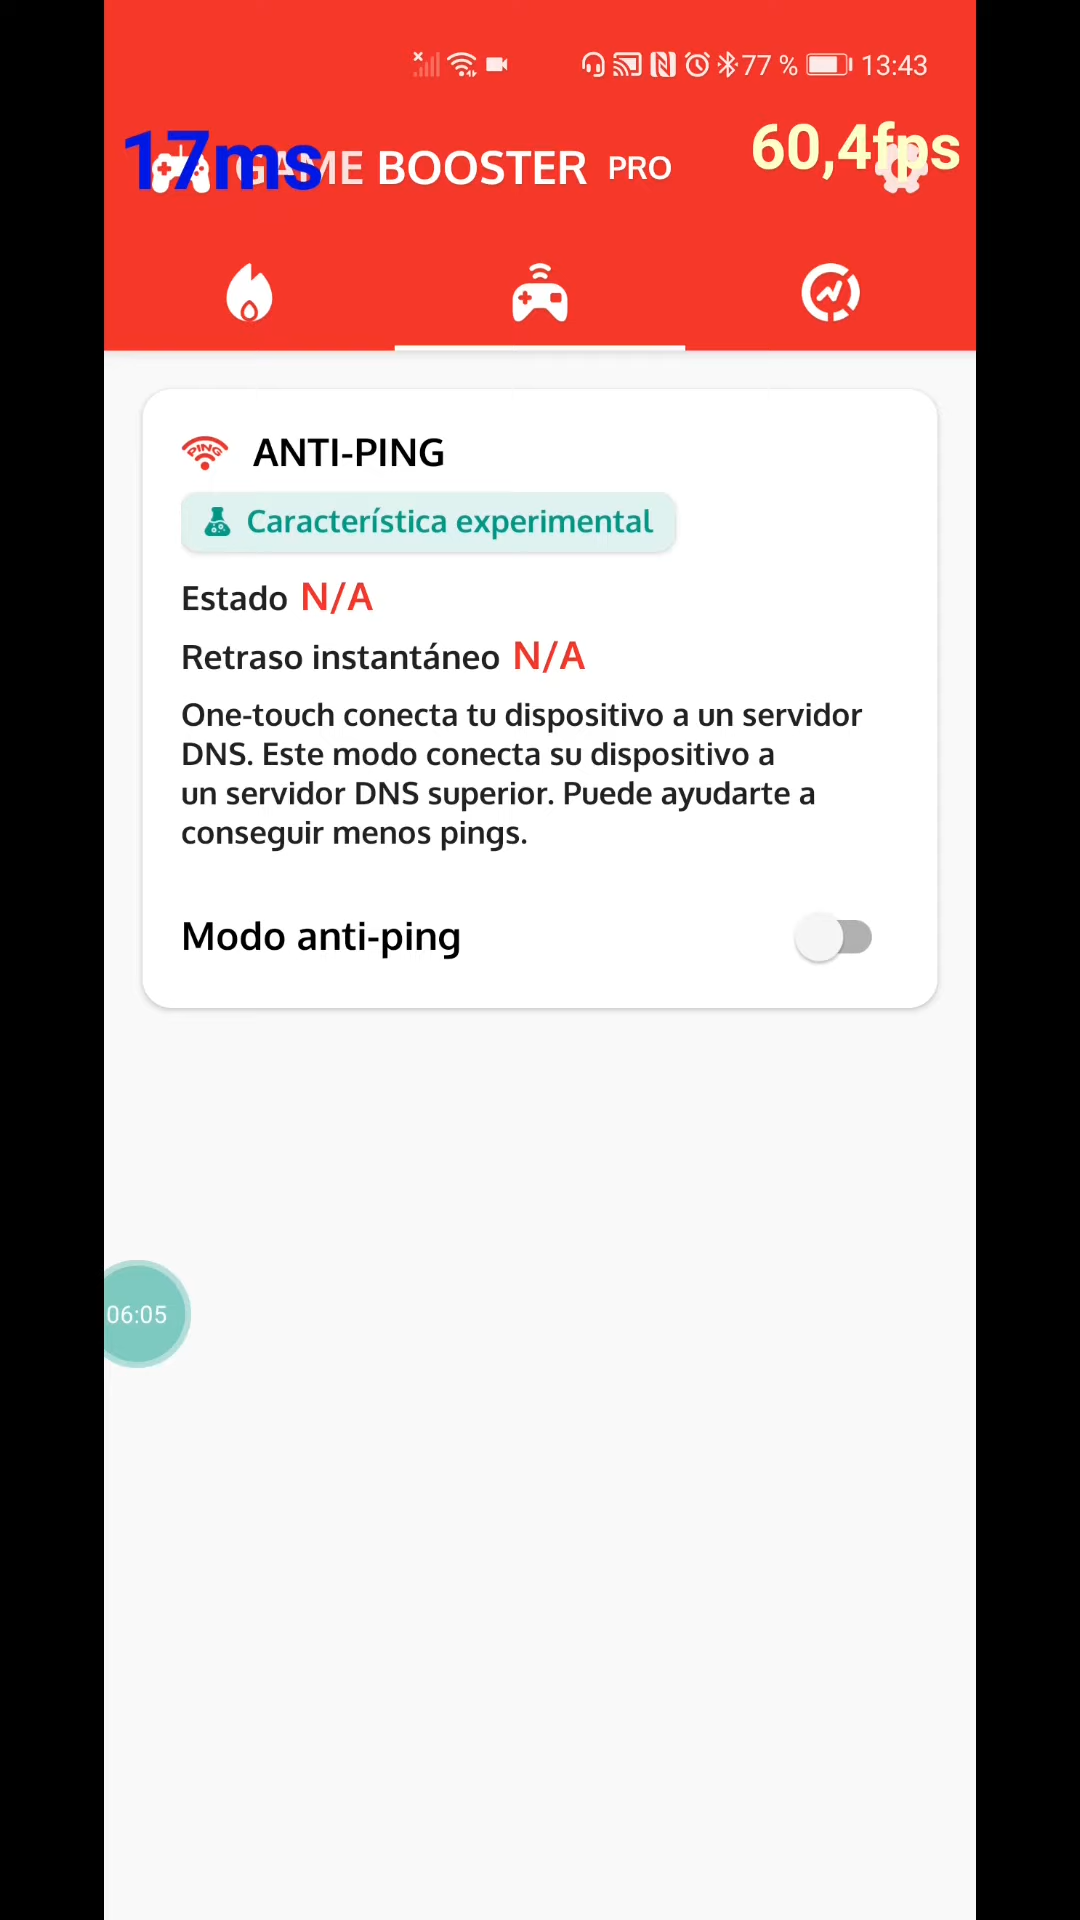 77 % 13:43
17ms
60,4fps
GAME BOOSTER PRO
PING
ANTI-PING
Característica experimental
Estado N/A
Retraso instantáneo N/A
One-touch conecta tu dispositivo a un servidor
DNS. Este modo conecta su dispositivo a
un servidor DNS superior. Puede ayudarte a
conseguir menos pings.
Modo anti-ping
06:05